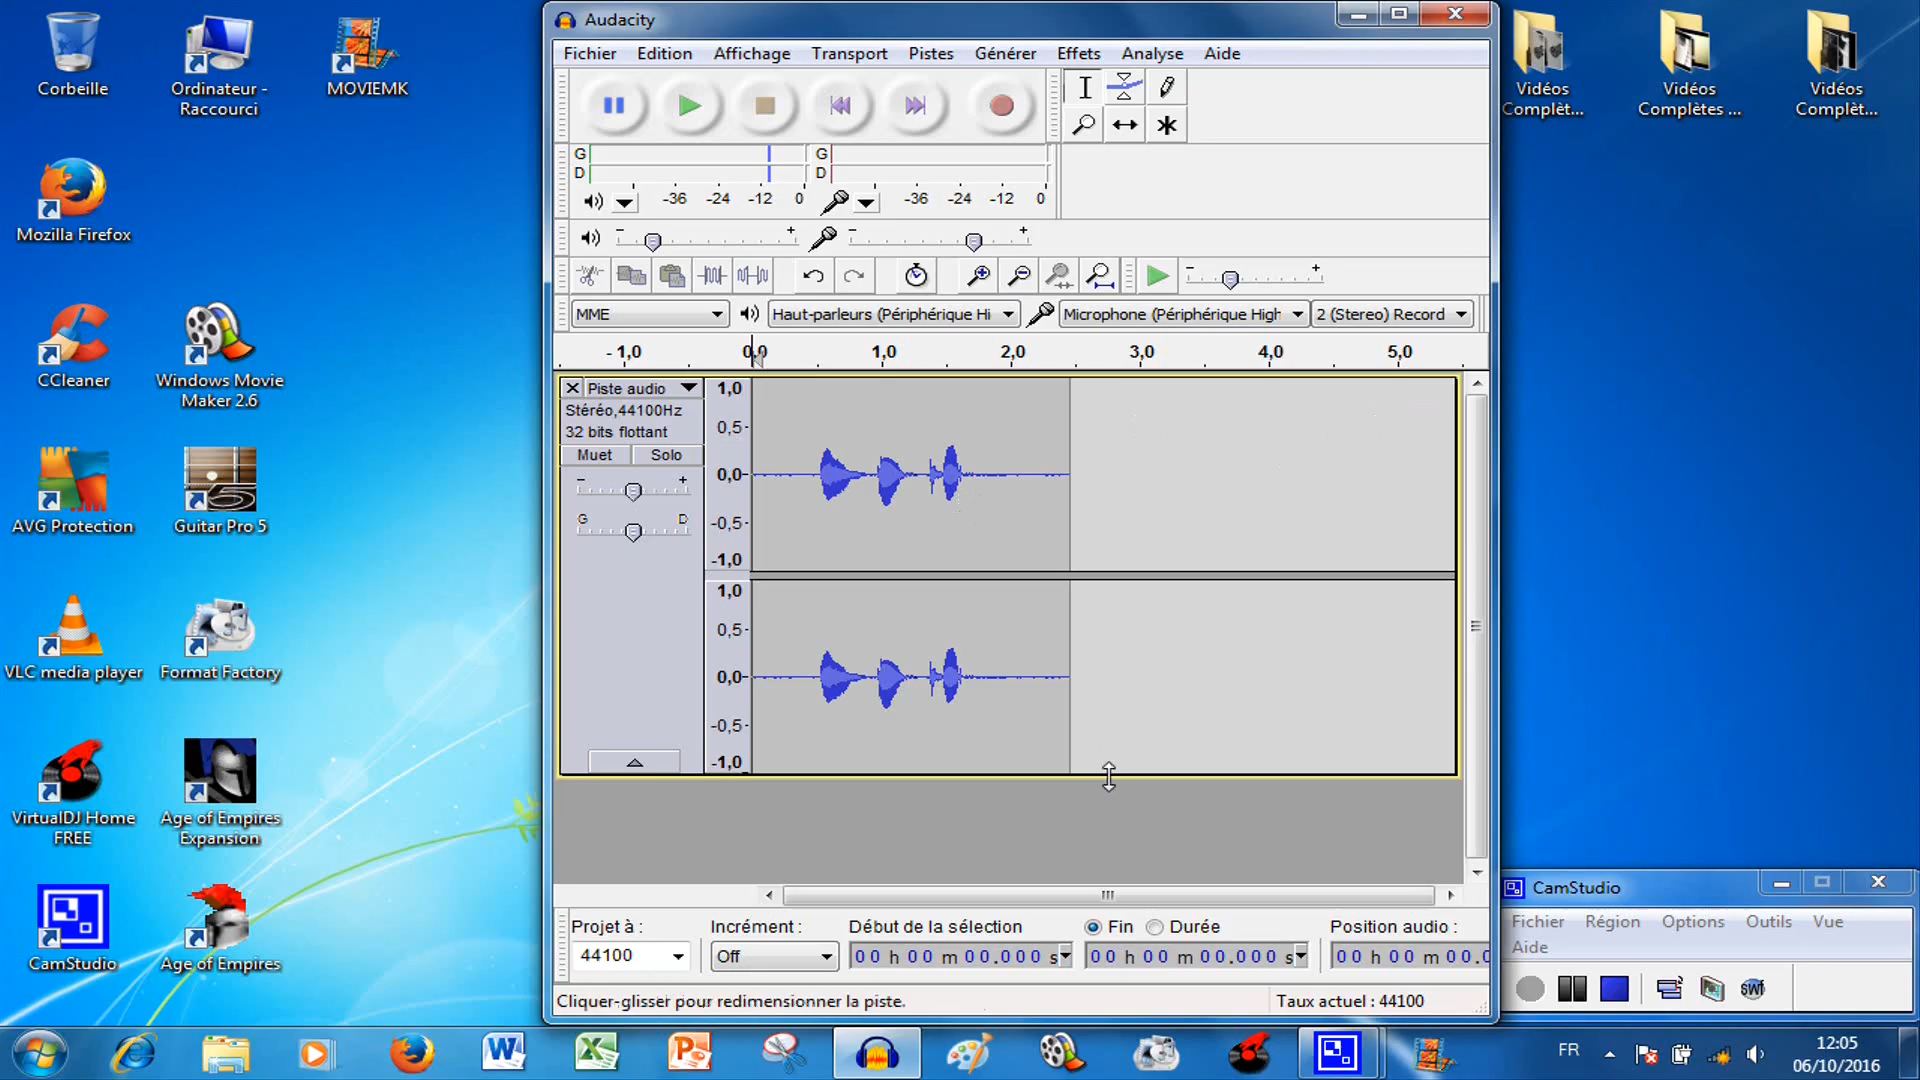 Corbeille
Ordinateur -
Raccourci
MOVIEMK
Mozilla Firefox
CCleaner
Windows Movie
Maker 2.6
AVG Protection
Guitar Pro 5
VLC media player
Format Factory
VirtualDJ Home
FREE
Age of Empires
Expansion
CamStudio
Age of Empires
Audacity
Fichier Edition Affichage Transport Pistes Générer Effets Analyse Aide
G G
D D
-36 -24 -12 0 -36 -24 -12 0
- + - +
- +
MME Haut-parleurs (Périphérique Hi Microphone (Périphérique High 2 (Stereo) Record
- 1,0 0,0 1,0 2,0 3,0 4,0 5,0
Piste audio
Stéréo,44100Hz
32 bits flottant
Muet Solo
- +
G D
1,0
0,5-
0,0-
-0,5-
-1,0
1,0
0,5-
0,0-
-0,5-
-1,0
Projet à : Incrément : Début de la sélection Fin Durée Position audio :
44100 Off 00 h 00 m 00.000 s 00 h 00 m 00.000 s 00 h 00 m 00.0
Cliquer-glisser pour redimensionner la piste. Taux actuel : 44100
Vidéos
Complèt...
Vidéos
Complètes ...
Vidéos
Complèt...
CamStudio
Fichier Région Options Outils Vue
Aide
SWF
FR
12:05
06/10/2016